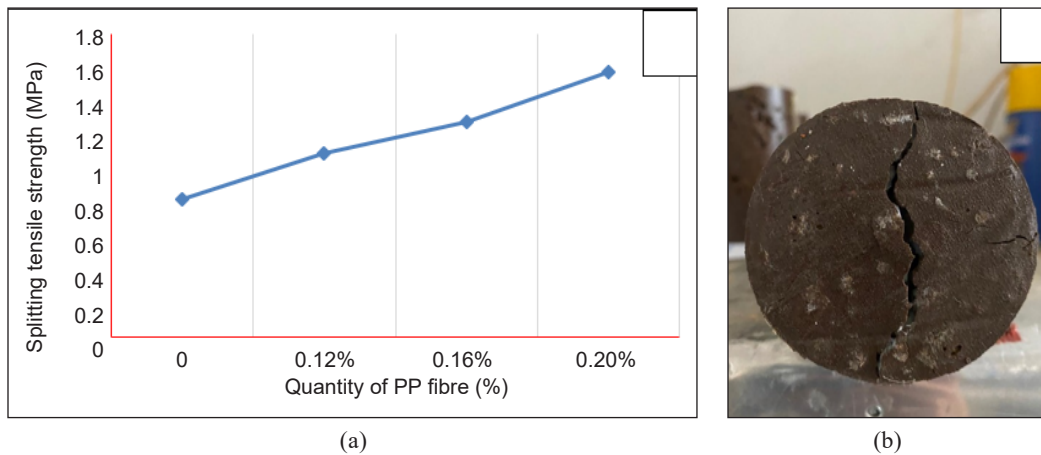 Splitting tensile strength (MPa)
1.8
1.6
1.4
1.2
1
0.8
0.6
0.4
0.2
0
0 0.12% 0.16% 0.20%
Quantity of PP fibre (%)
(a)
(b)